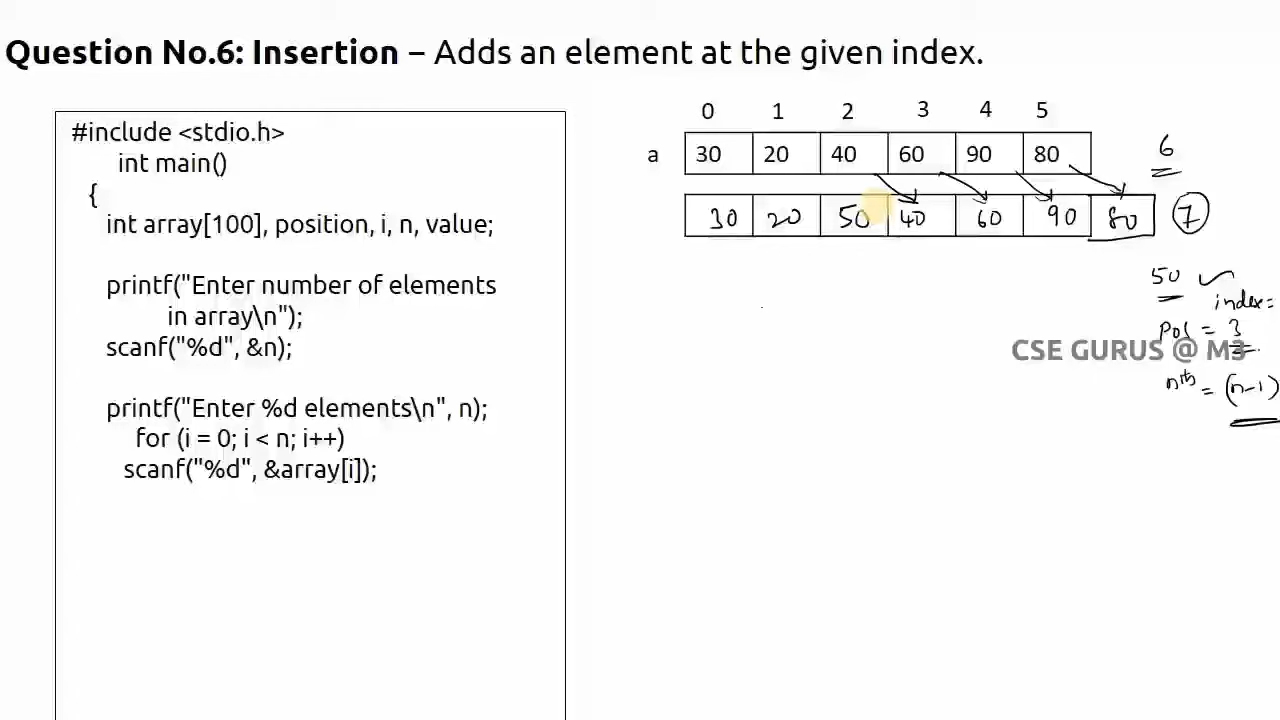 Question No.6: Insertion – Adds an element at the given index.
#include <stdio.h>
int main()
{
int array[100], position, i, n, value;
printf("Enter number of elements
in array\n");
scanf("%d", &n);
printf("Enter %d elements\n", n);
for (i = 0; i < n; i++)
scanf("%d", &array[i]);
0 1 2 3 4 5
a 30 20 40 60 90 80 6
30 20 50 40 60 90 80 7
50
index=
pos = 3
CSE GURUS @ M3
nth = (n-1)